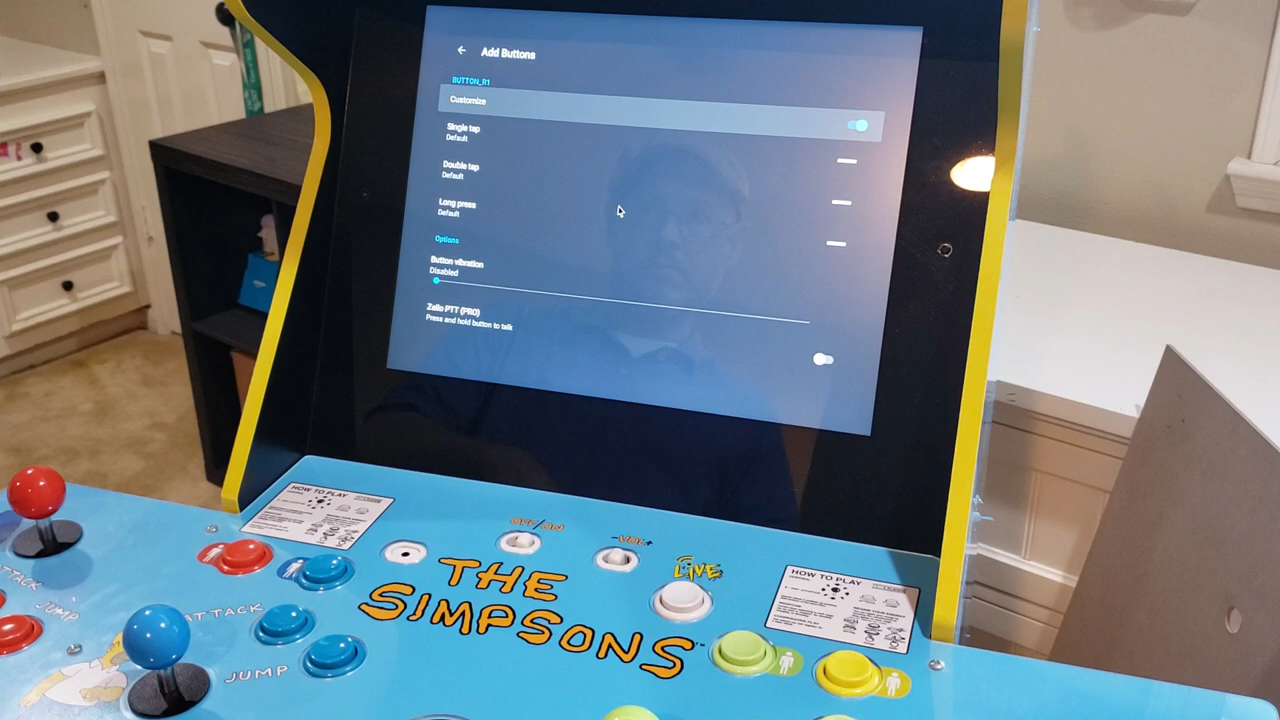 Add Buttons
BUTTON_R1
Customize
Single tap
Default
Double tap
Default
Long press
Default
Options
Button vibration
Disabled
Zello PTT (PRO)
Press and hold button to talk
HOW TO PLAY
OFF/ON
-VOL+
LIVE
THE
SIMPSONS™
HOW TO PLAY
ATTACK
JUMP
ATTACK
JUMP